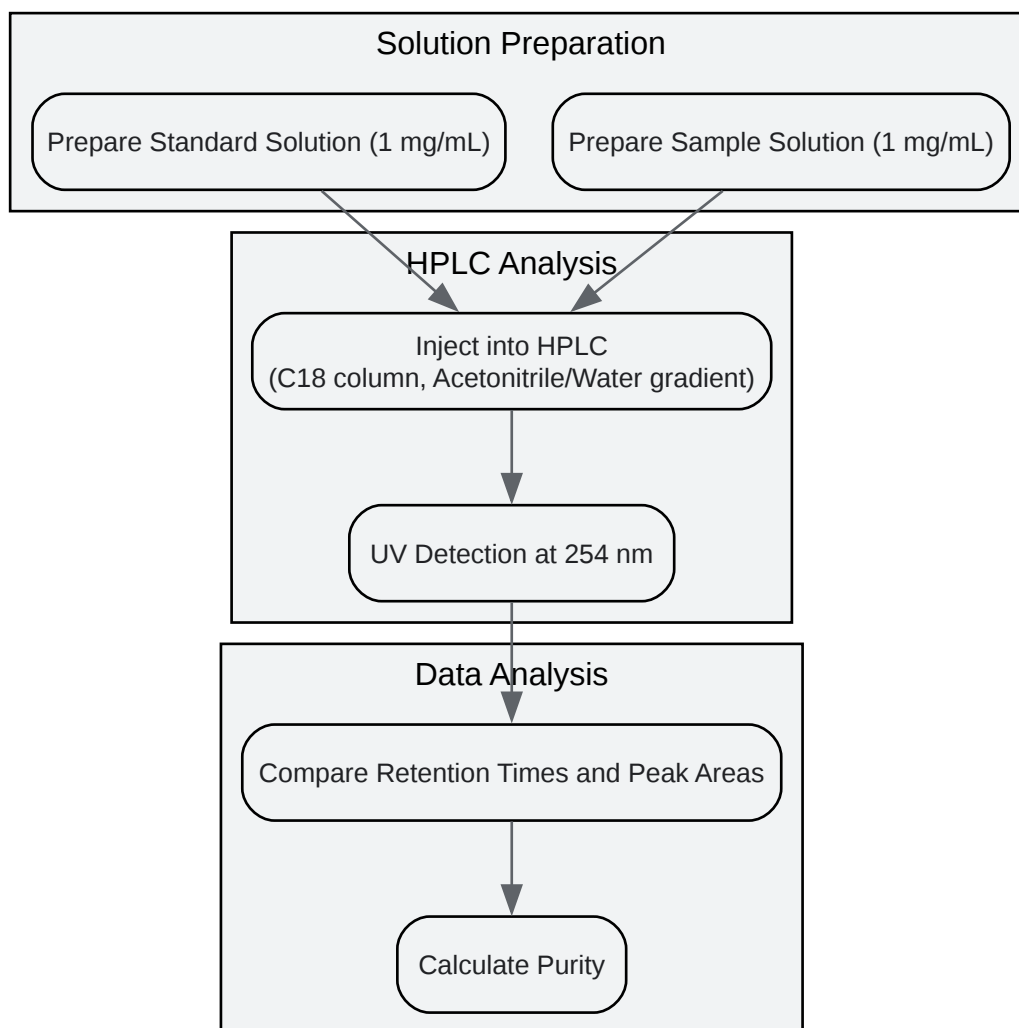 Solution Preparation
Prepare Standard Solution (1 mg/mL)
Prepare Sample Solution (1 mg/mL)
HPLC Analysis
Inject into HPLC
(C18 column, Acetonitrile/Water gradient)
UV Detection at 254 nm
Data Analysis
Compare Retention Times and Peak Areas
Calculate Purity